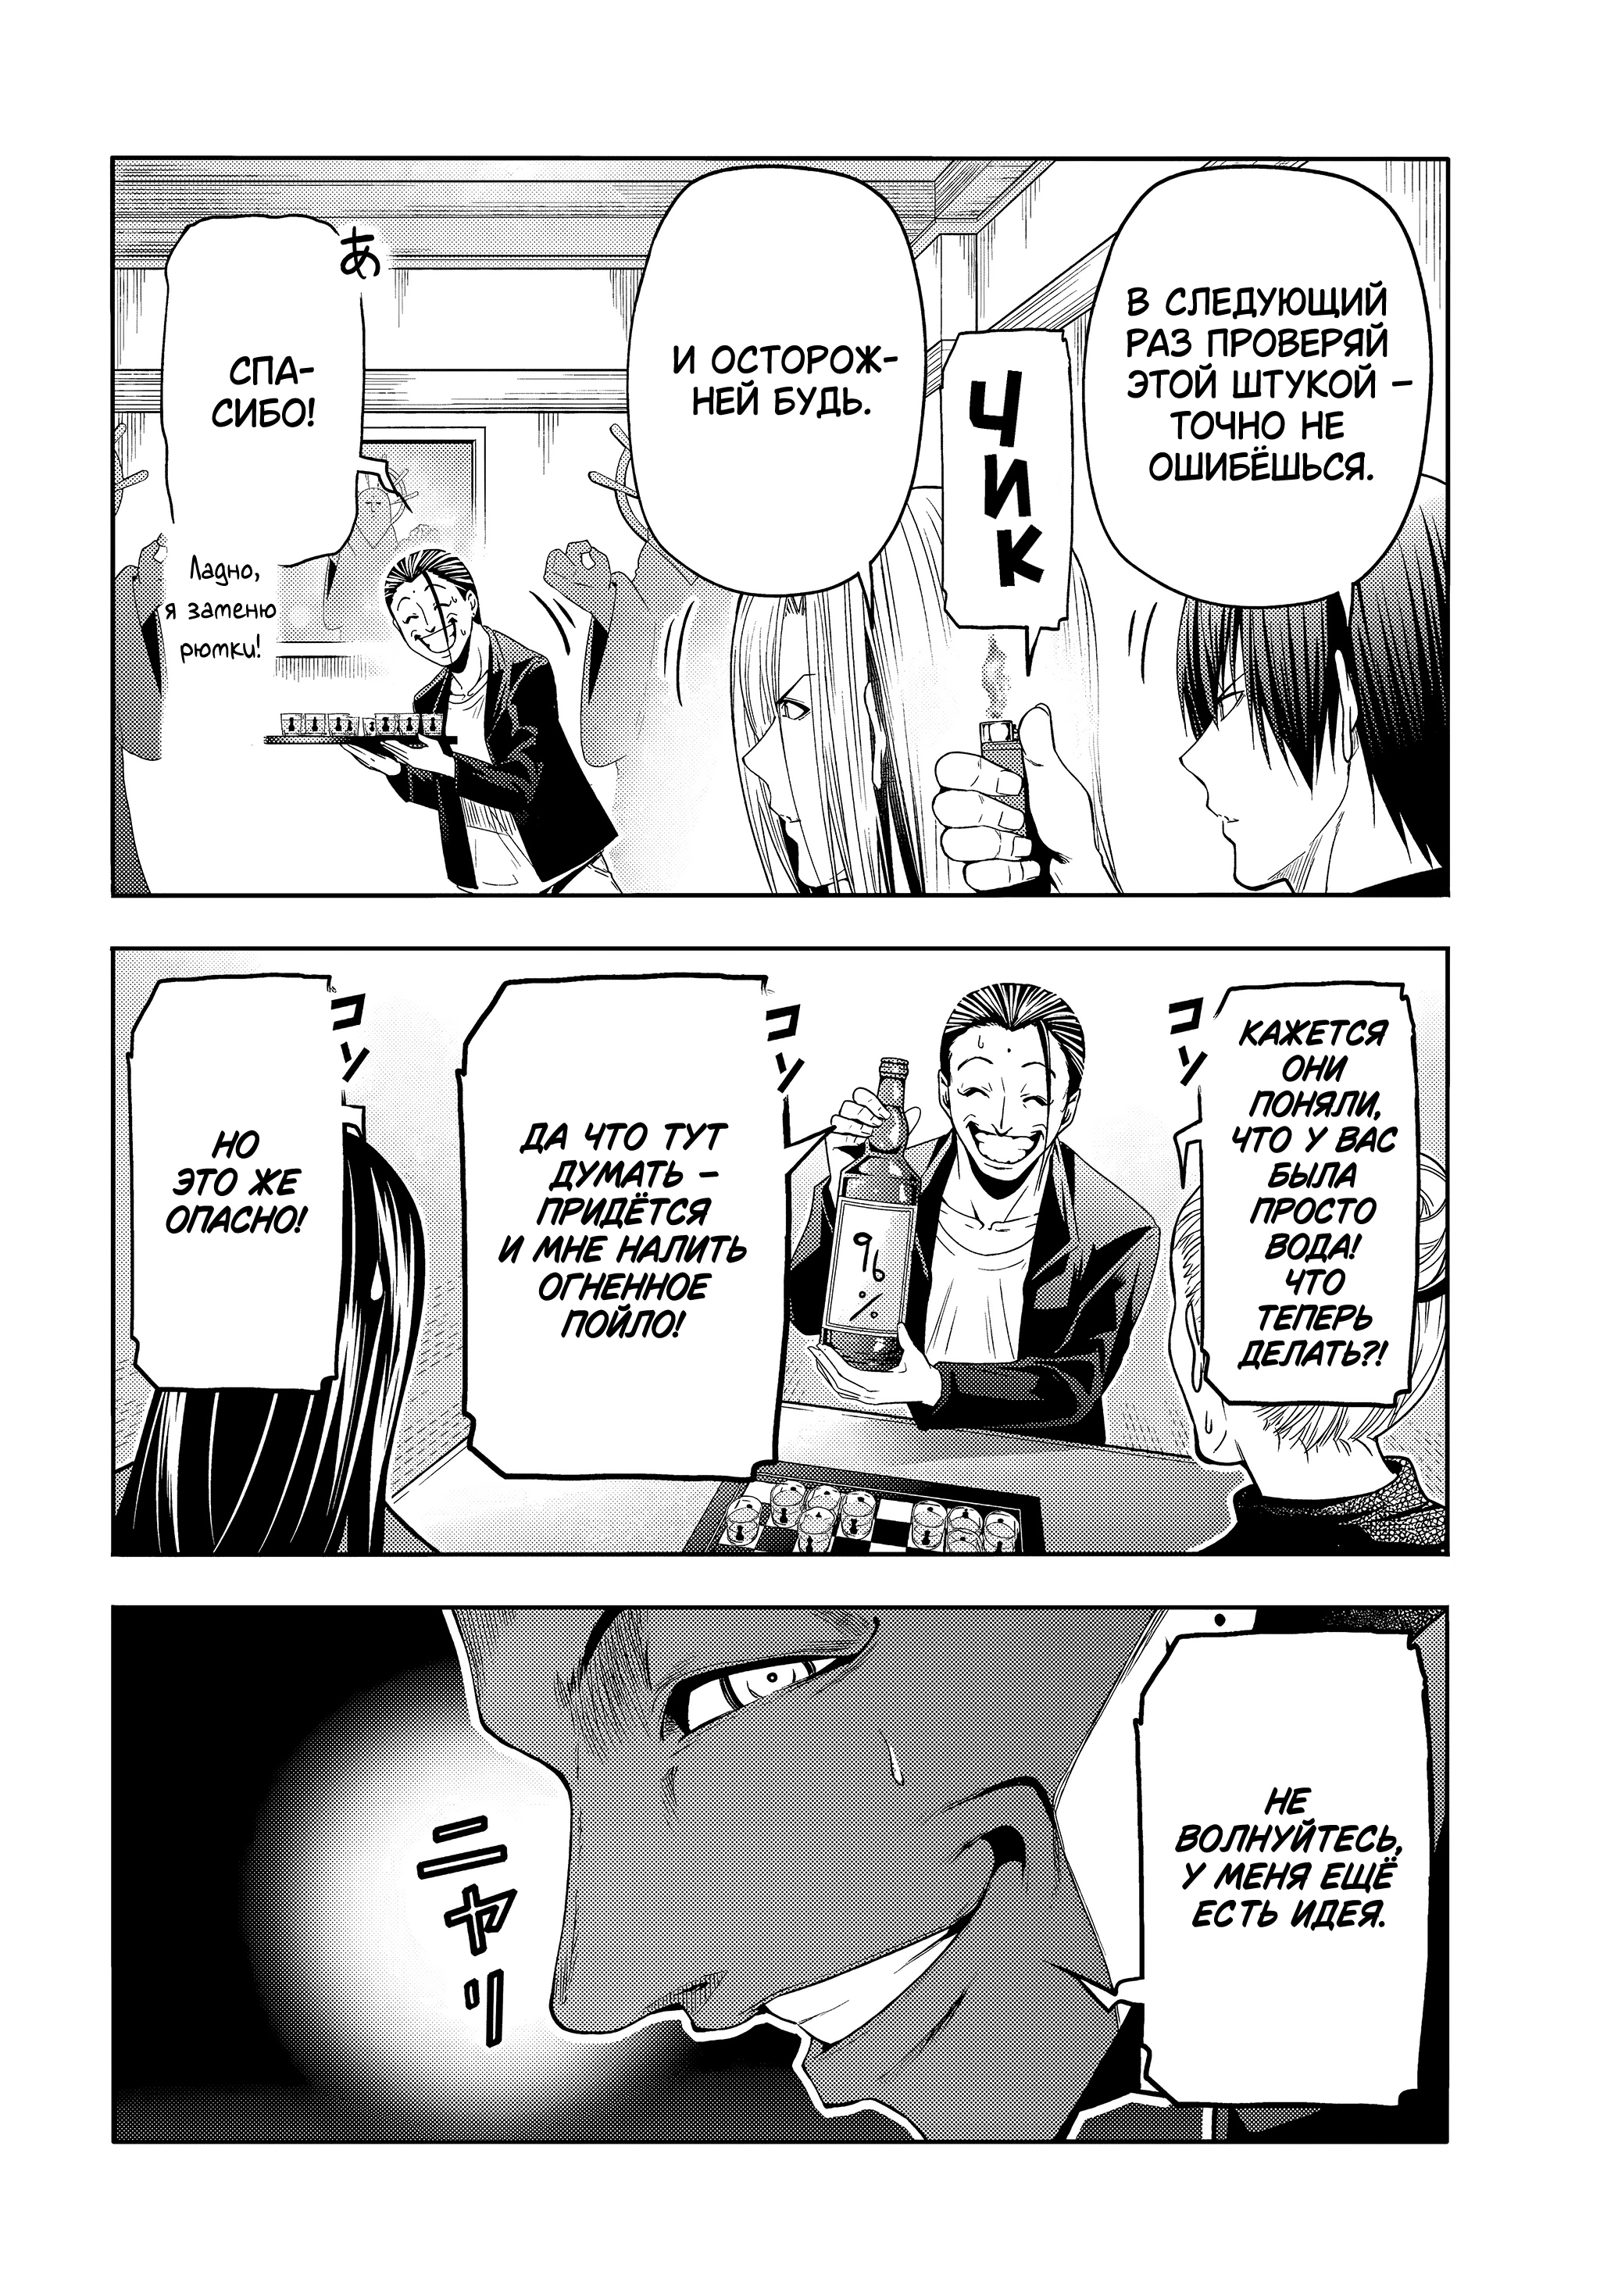 В СЛЕДУЮЩИЙ
РАЗ ПРОВЕРЯЙ
ЭТОЙ ШТУКОЙ –
ТОЧНО НЕ
ОШИБЁШЬСЯ.
ЧИК
И ОСТОРОЖ-
НЕЙ БУДЬ.
あ
СПА-
СИБО!
Ладно,
я заменю
рюмки!
КАЖЕТСЯ
ОНИ
ПОНЯЛИ,
ЧТО У ВАС
БЫЛА
ПРОСТО
ВОДА!
ЧТО
ТЕПЕРЬ
ДЕЛАТЬ?!
コソ
96%
コソ
ДА ЧТО ТУТ
ДУМАТЬ –
ПРИДЁТСЯ
И МНЕ НАЛИТЬ
ОГНЕННОЕ
ПОЙЛО!
コソ
НО
ЭТО ЖЕ
ОПАСНО!
НЕ
ВОЛНУЙТЕСЬ,
У МЕНЯ ЕЩЁ
ЕСТЬ ИДЕЯ.
ニヤリ